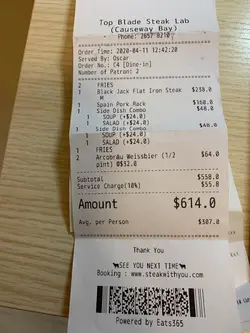 Top Blade Steak Lab
(Causeway Bay)
Phone: 2657 0210
Order Time: 2020-04-11 12:42:20
Served By: Oscar
Order No.: C4 [Dine-in]
Number of Patron: 2
2 FRIES
1 Black Jack Flat Iron Steak $238.0
M
1 Spain Pork Rack $168.0
1 Side Dish Combo $48.0
1 SOUP (+$24.0)
1 SALAD (+$24.0)
1 Side Dish Combo $48.0
1 SOUP (+$24.0)
1 SALAD (+$24.0)
2 FRIES
2 Arcobräu Weissbier (1/2 $64.0
pint) @$32.0
Subtotal $558.0
Service Charge(10%) $55.8
Amount $614.0
Avg. per Person $307.0
Thank You
SEE YOU NEXT TIME
Booking : www.steakwithyou.com
Powered by Eats365